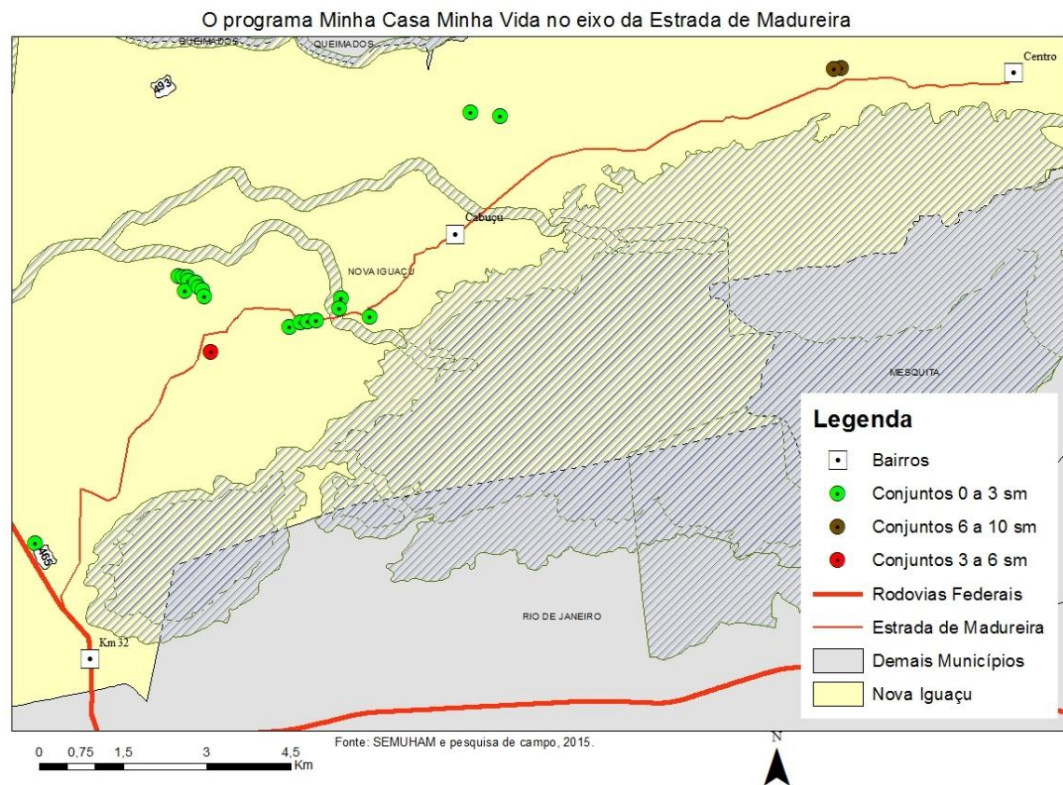 O programa Minha Casa Minha Vida no eixo da Estrada de Madureira
QUEIMADOS
QUEIMADOS
493
Centro
Cabuçu
NOVA IGUAÇU
MESQUITA
465
Km 32
RIO DE JANEIRO
Legenda
Bairros
Conjuntos 0 a 3 sm
Conjuntos 6 a 10 sm
Conjuntos 3 a 6 sm
Rodovias Federais
Estrada de Madureira
Demais Municípios
Nova Iguaçu
Fonte: SEMUHAM e pesquisa de campo, 2015.
N
0 0,75 1,5 3 4,5
Km